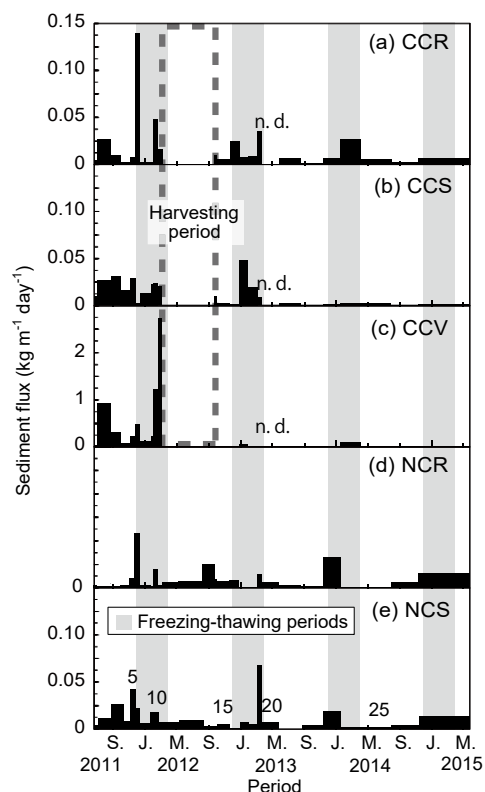 0.15
(a) CCR
0.10
0.05
n. d.
0
(b) CCS
0.10
Harvesting
period
0.05
n. d.
0
(c) CCV
2
1
n. d.
0
(d) NCR
0
(e) NCS
0.15
Freezing-thawing periods
0.10
0.05
5
10
15
20
25
0
S. J. M. S. J. M. S. J. M. S. J. M.
2011 2012 2013 2014 2015
Period
Sediment flux (kg m⁻¹ day⁻¹)